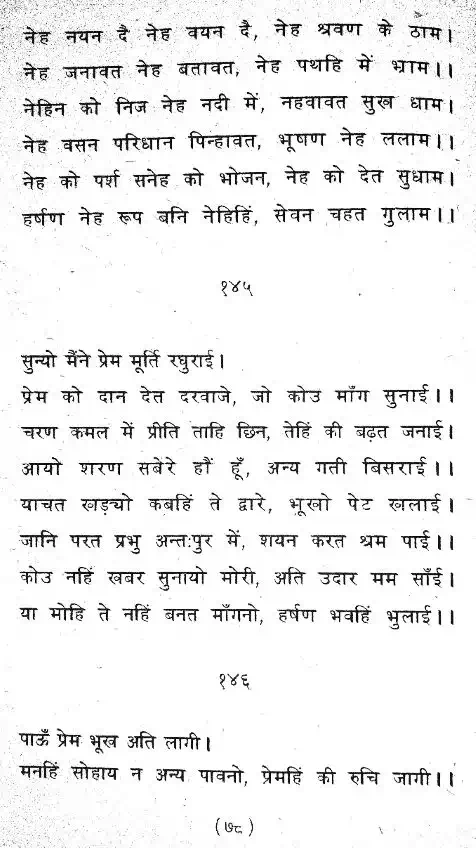 नेह नयन दै नेह वयन दै, नेह श्रवण के ठाम।
नेह जनावत नेह बतावत, नेह पथहि में भ्राम।।
नेहिन को निज नेह नदी में, नहवावत सुख धाम।
नेह वसन परिधान पिन्हावत, भूषण नेह ललाम।।
नेह को पर्श सनेह को भोजन, नेह को देत सुधाम।
हर्षण नेह रूप बनि नेहिहिं, सेवन चहत गुलाम।।
१४५
सुन्यो मैंने प्रेम मूर्ति रघुराई।
प्रेम को दान देत दरवाजे, जो कोउ माँग सुनाई।।
चरण कमल में प्रीति ताहि छिन, तेहिं की बढ़त जनाई।
आयो शरण सबेरे हौं हूँ, अन्य गती बिसराई।।
याचत खड़्यो कबहिं ते द्वारे, भूखो पेट खलाई।
जानि परत प्रभु अन्त:पुर में, शयन करत श्रम पाई।।
कोउ नहिं खबर सुनायो मोरी, अति उदार मम साँई।
या मोहि ते नहिं बनत माँगनो, हर्षण भवहिं भुलाई।।
१४६
पाऊँ प्रेम भूख अति लागी।
मनहिं सोहाय न अन्य पावनो, प्रेमहिं की रुचि जागी।।
(७८)